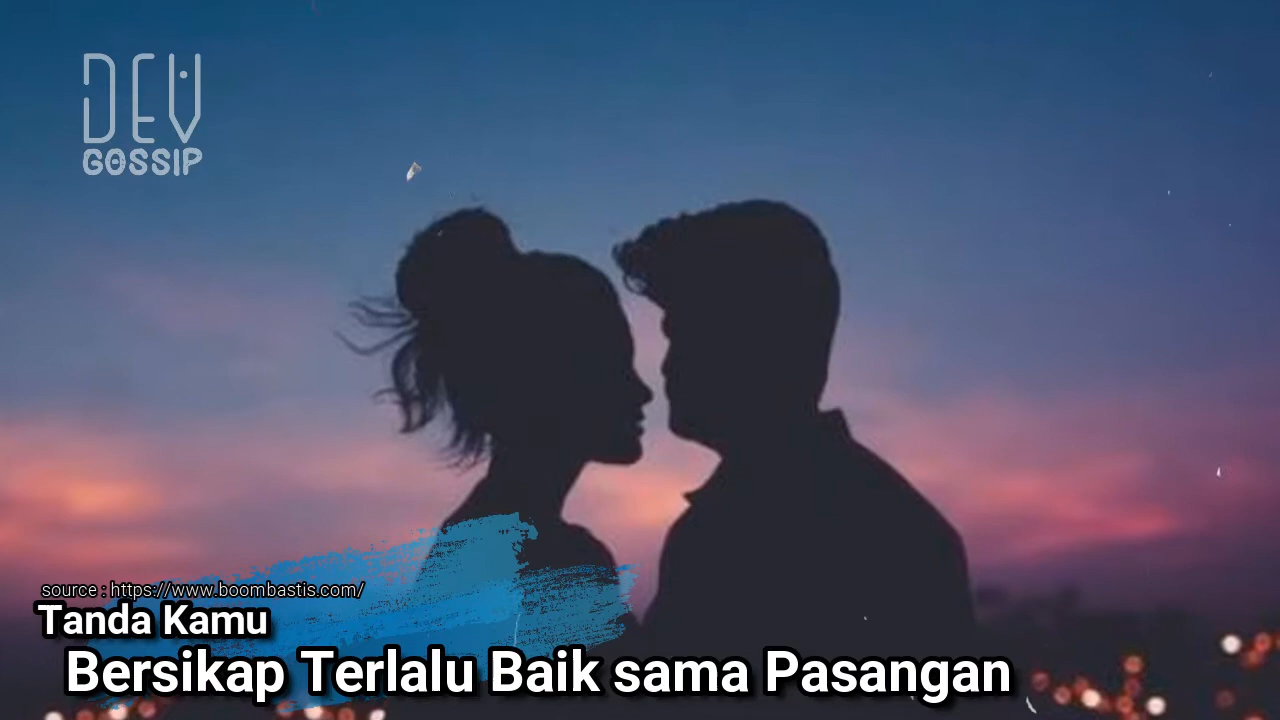 DEV
GOSSIP
source : https://www.boombastis.com/
Tanda Kamu
Bersikap Terlalu Baik sama Pasangan